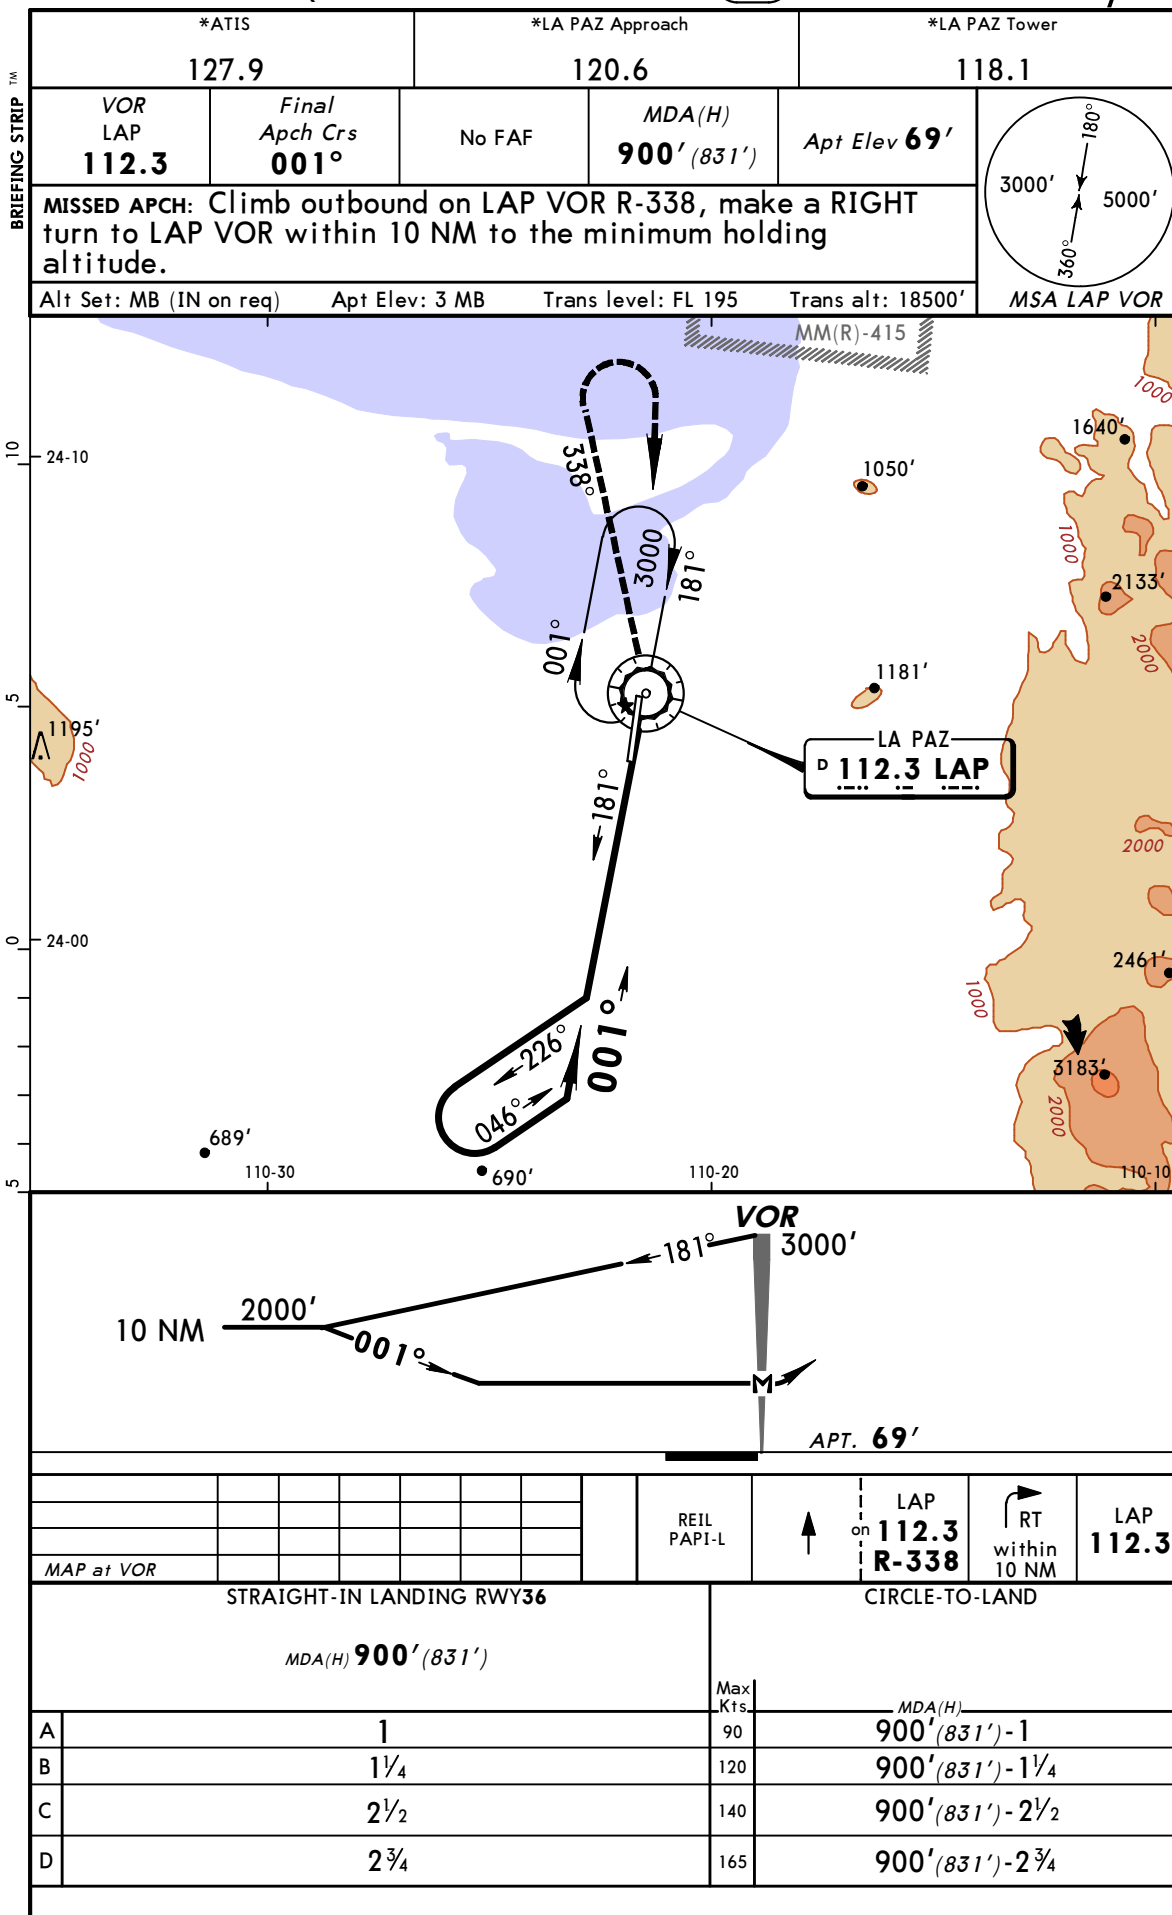 BRIEFING STRIP TM
*ATIS
127.9
*LA PAZ Approach
120.6
*LA PAZ Tower
118.1
VOR
LAP
112.3
Final
Apch Crs
001°
No FAF
MDA(H)
900' (831')
Apt Elev 69'
MISSED APCH: Climb outbound on LAP VOR R-338, make a RIGHT
turn to LAP VOR within 10 NM to the minimum holding
altitude.
Alt Set: MB (IN on req) Apt Elev: 3 MB Trans level: FL 195 Trans alt: 18500'
180°
3000'
5000'
360°
MSA LAP VOR
MM(R)-415
1000
1640'
10
24-10
338°
1050'
1000
3000
181°
2133'
001°
2000
5
1181'
1195'
1000
LA PAZ
D 112.3 LAP
181°
2000
0
24-00
2461'
1000
001°
226°
3183'
046°
2000
689'
690'
5
110-30
110-20
110-10
VOR
181°
3000'
2000'
10 NM
001°
M
APT. 69'
MAP at VOR
REIL
PAPI-L
on
LAP
112.3
R-338
RT
within
10 NM
LAP
112.3
STRAIGHT-IN LANDING RWY36
CIRCLE-TO-LAND
MDA(H) 900' (831')
Max
Kts
MDA(H)
A 1 90 900' (831') - 1
B 1¼ 120 900' (831') - 1¼
C 2½ 140 900' (831') - 2½
D 2¾ 165 900' (831') - 2¾